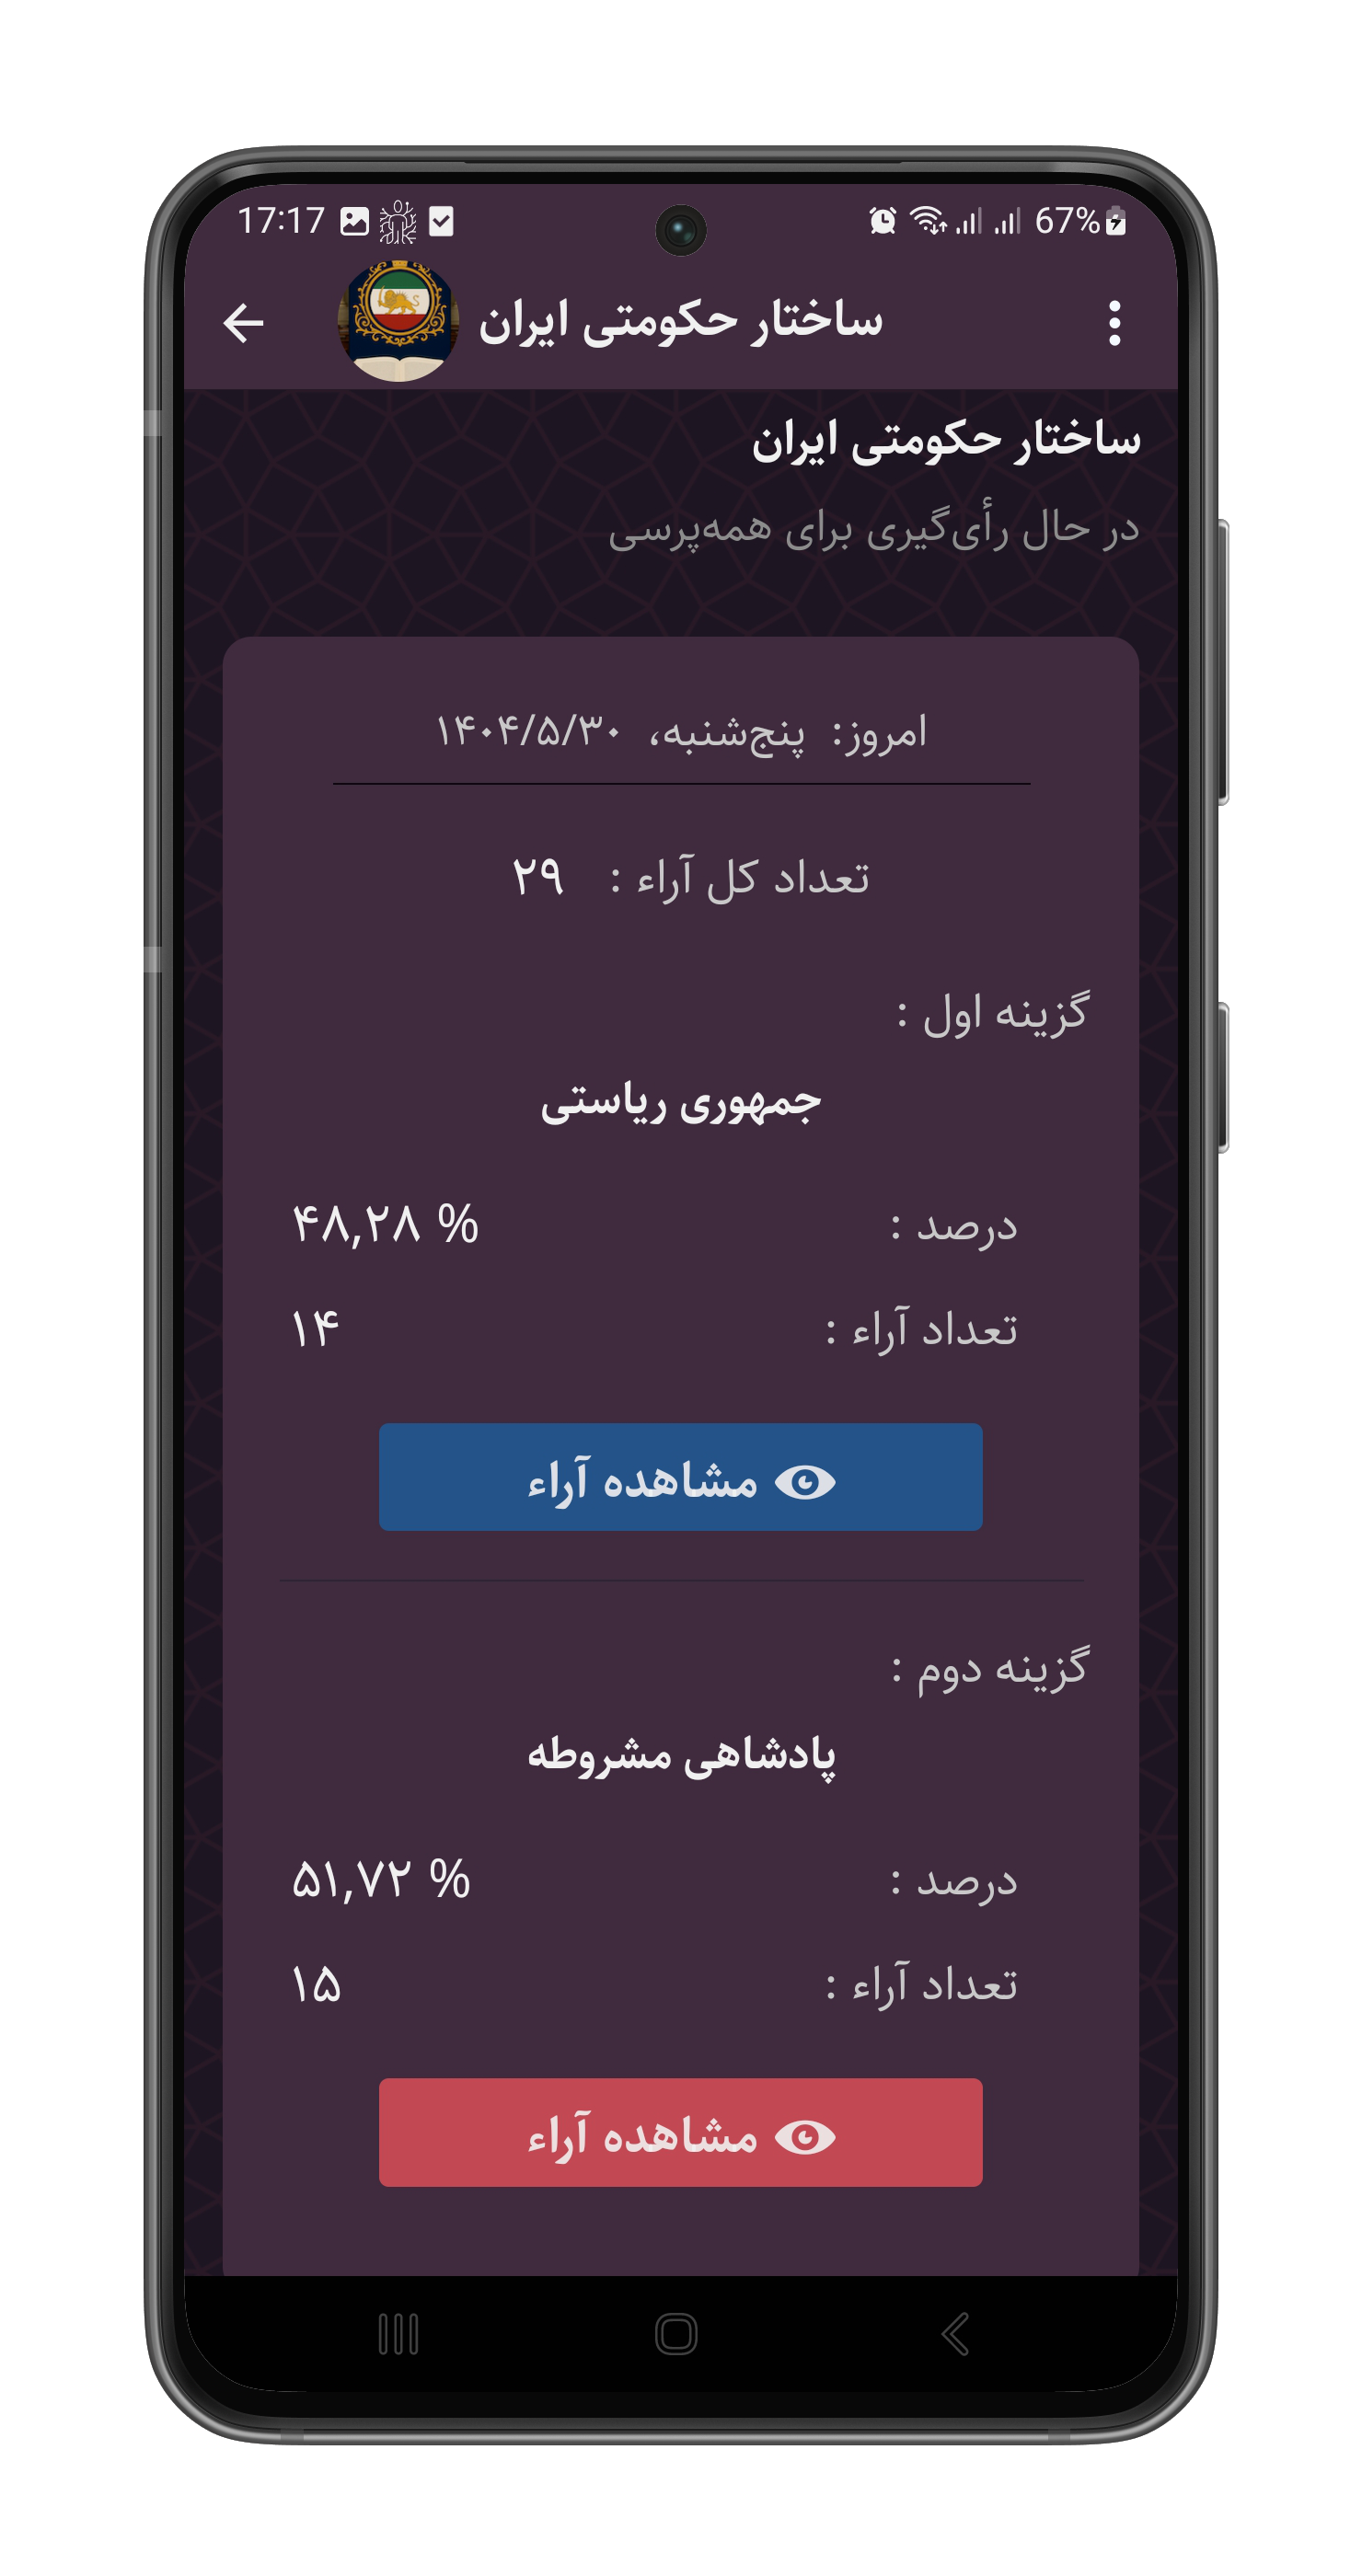 17:17
67%
ساختار حکومتی ایران
ساختار حکومتی ایران
در حال رأی‌گیری برای همه‌پرسی
امروز: پنج‌شنبه، ۱۴۰۴/۵/۳۰
تعداد کل آراء : ۲۹
گزینه اول :
جمهوری ریاستی
درصد : ۴۸,۲۸ %
تعداد آراء : ۱۴
مشاهده آراء
گزینه دوم :
پادشاهی مشروطه
درصد : ۵۱,۷۲ %
تعداد آراء : ۱۵
مشاهده آراء